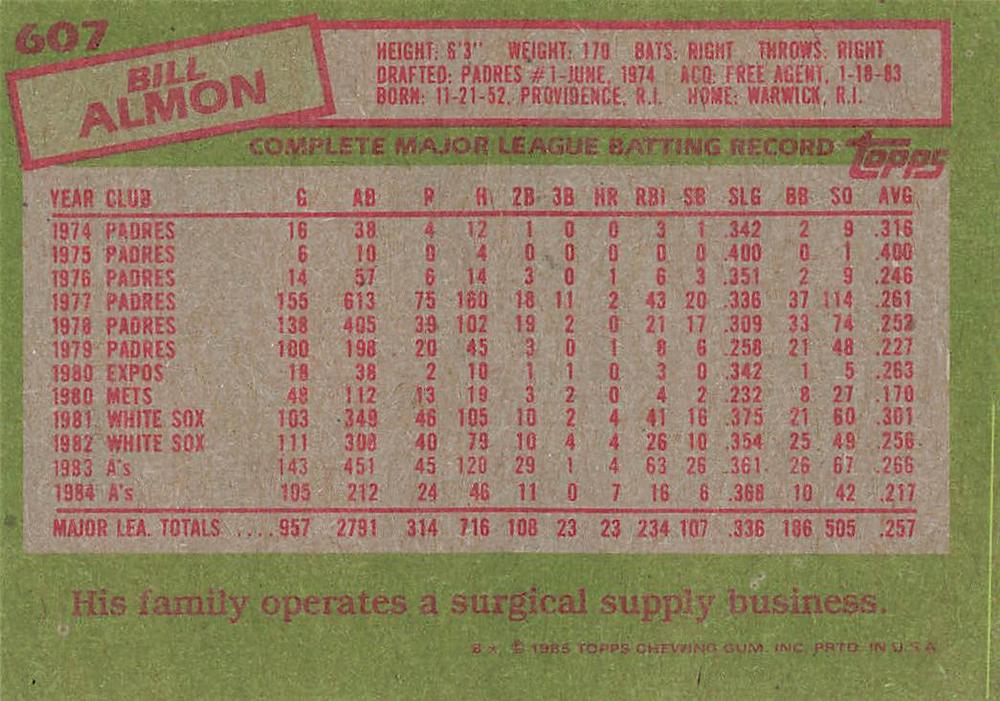 607
BILL
ALMON
HEIGHT: 6'3" WEIGHT: 170 BATS: RIGHT THROWS: RIGHT
DRAFTED: PADRES #1-JUNE, 1974 ACQ: FREE AGENT, 1-18-83
BORN: 11-21-52, PROVIDENCE, R.I. HOME: WARWICK, R.I.
COMPLETE MAJOR LEAGUE BATTING RECORD topps
YEAR CLUB G AB R H 2B 3B HR RBI SB SLG BB SO AVG
1974 PADRES 16 38 4 12 1 0 0 3 1 .342 2 9 .316
1975 PADRES 6 10 0 4 0 0 0 0 0 .400 0 1 .400
1976 PADRES 14 57 6 14 3 0 1 6 3 .351 2 9 .246
1977 PADRES 155 613 75 160 18 11 2 43 20 .336 37 114 .261
1978 PADRES 138 405 39 102 19 2 0 21 17 .309 33 74 .252
1979 PADRES 100 198 20 45 3 0 1 8 6 .258 21 48 .227
1980 EXPOS 18 38 2 10 1 1 0 3 0 .342 1 5 .263
1980 METS 48 112 13 19 3 2 0 4 2 .232 8 27 .170
1981 WHITE SOX 103 349 46 105 10 2 4 41 16 .375 21 60 .301
1982 WHITE SOX 111 308 40 79 10 4 4 26 10 .354 25 49 .256
1983 A's 143 451 45 120 29 1 4 63 26 .361 26 67 .266
1984 A's 105 212 24 46 11 0 7 16 6 .368 10 42 .217
MAJOR LEA. TOTALS ....957 2791 314 716 108 23 23 234 107 .336 186 505 .257
His family operates a surgical supply business.
8* © 1985 TOPPS CHEWING GUM, INC. PRTD. IN U.S.A.